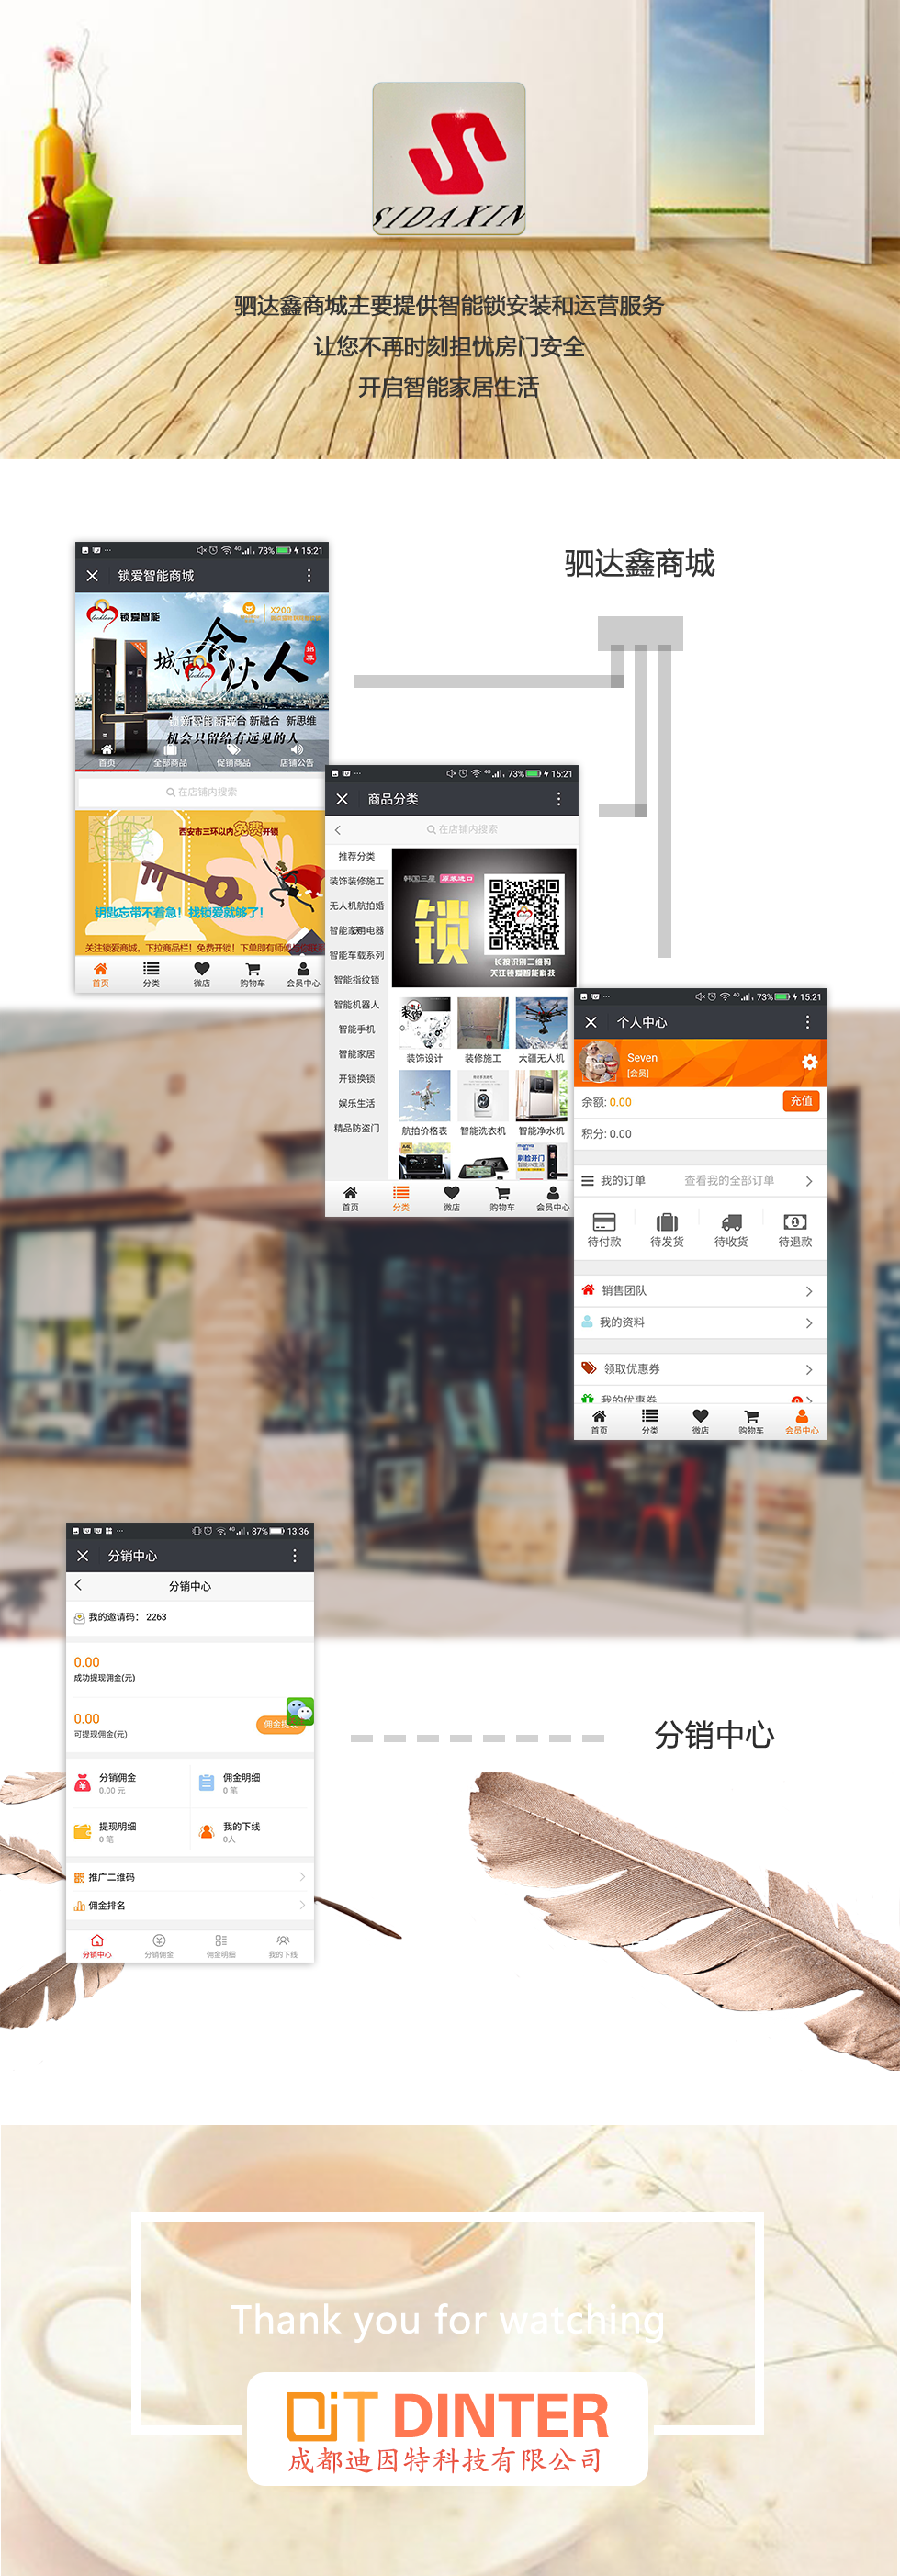 SIDAXIN
驷达鑫商城主要提供智能锁安装和运营服务
让您不再时刻担忧房门安全
开启智能家居生活
驷达鑫商城
73% 15:21
锁爱智能商城
locklove 锁爱智能
X200
城市合伙人
招募
新平台 新融合 新思维
机会只留给有远见的人
首页 全部商品 促销商品 店铺公告
在店铺内搜索
西安市三环以内免费开锁
钥匙忘带不着急！找锁爱就够了！
关注锁爱商城，下拉商品栏！免费开锁！下单即有师傅
首页 分类 微店 购物车 会员中心
73% 15:21
商品分类
在店铺内搜索
推荐分类
装饰装修施工
无人机航拍婚
智能家用电器
智能车载系列
智能指纹锁
智能机器人
智能手机
智能家居
开锁换锁
娱乐生活
精品防盗门
韩国三星 原装进口
锁
长按识别二维码
关注锁爱智能科技
装饰设计 装修施工 大疆无人机
航拍价格表 智能洗衣机 智能净水机
刷脸开门
首页 分类 微店 购物车 会员中心
73% 15:21
个人中心
Seven
[会员]
余额: 0.00 充值
积分: 0.00
我的订单 查看我的全部订单
待付款 待发货 待收货 待退款
销售团队
我的资料
领取优惠券
我的优惠券 0
首页 分类 微店 购物车 会员中心
87% 13:36
分销中心
分销中心
我的邀请码： 2263
0.00
成功提现佣金(元)
0.00
可提现佣金(元)
佣金提现
分销佣金 佣金明细
0.00 元 0 笔
提现明细 我的下线
0 笔 0人
推广二维码
佣金排名
分销中心 分销佣金 佣金明细 我的下线
分销中心
Thank you for watching
DIT DINTER
成都迪因特科技有限公司